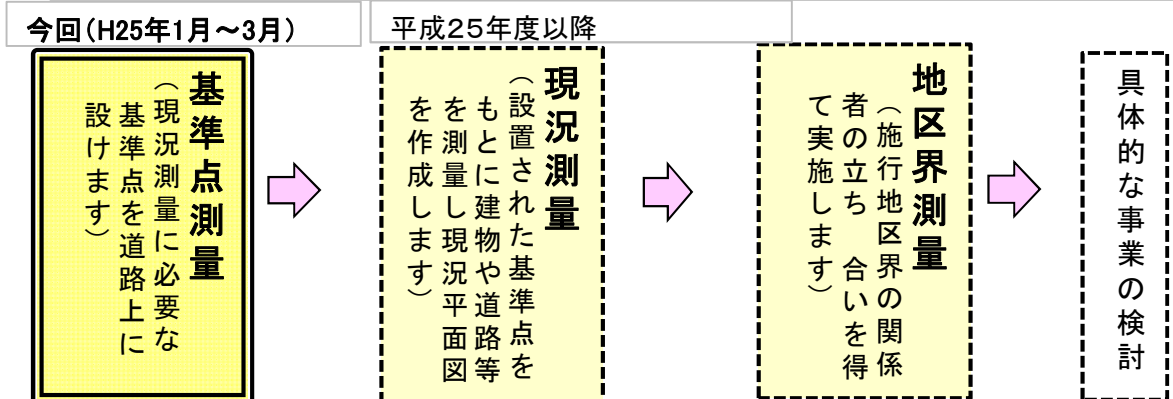 今回（H25年1月～3月）
平成２５年度以降
基準点測量
（現況測量に必要な
基準点を道路上に
設けます）
現況測量
（設置された基準点を
もとに建物や道路等
を測量し現況平面図
を作成します）
地区界測量
（施行地区界の関係
者の立ち　合いを得
て実施します）
具体的な事業の検討